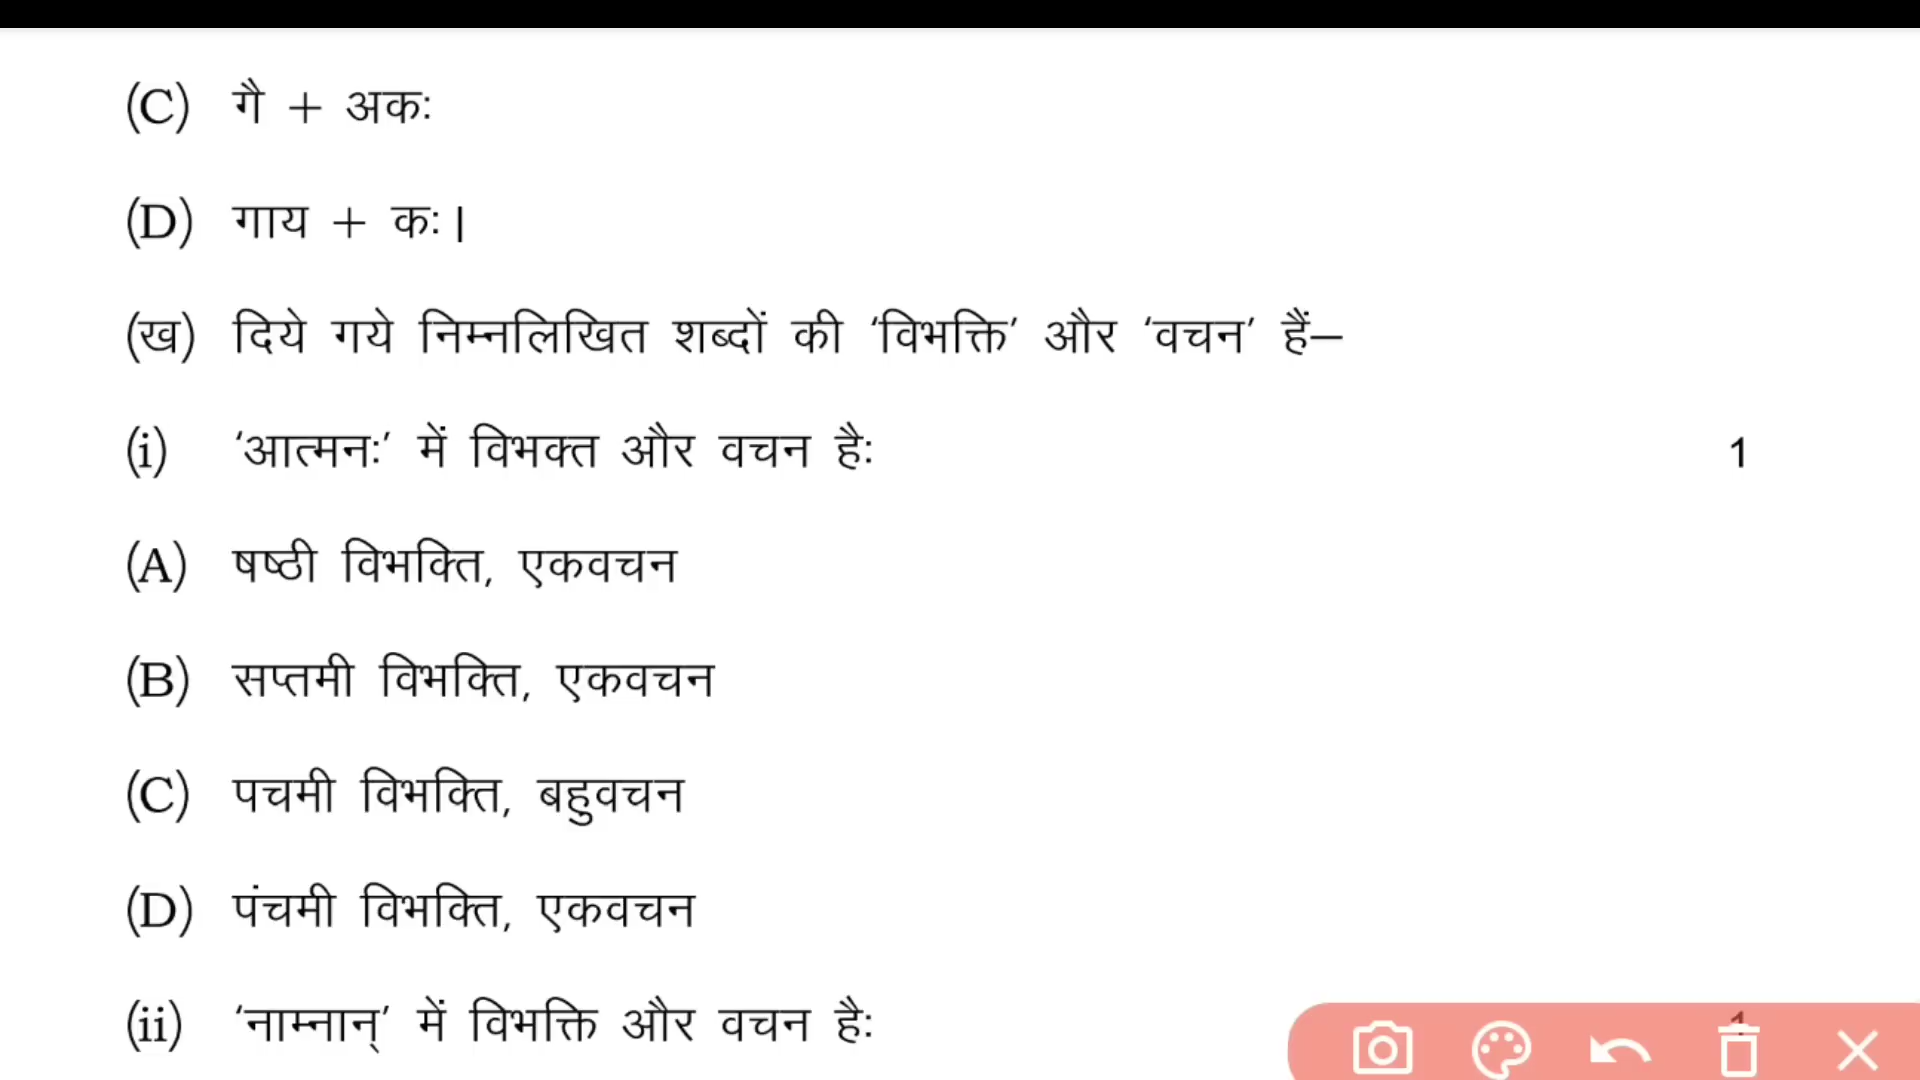 (C) गै + अकः
(D) गाय + कः।
(ख) दिये गये निम्नलिखित शब्दों की ‘विभक्ति’ और ‘वचन’ हैं–
(i) ‘आत्मनः’ में विभक्त और वचन हैः 1
(A) षष्ठी विभक्ति, एकवचन
(B) सप्तमी विभक्ति, एकवचन
(C) पचमी विभक्ति, बहुवचन
(D) पंचमी विभक्ति, एकवचन
(ii) ‘नाम्नान्’ में विभक्ति और वचन हैः 1